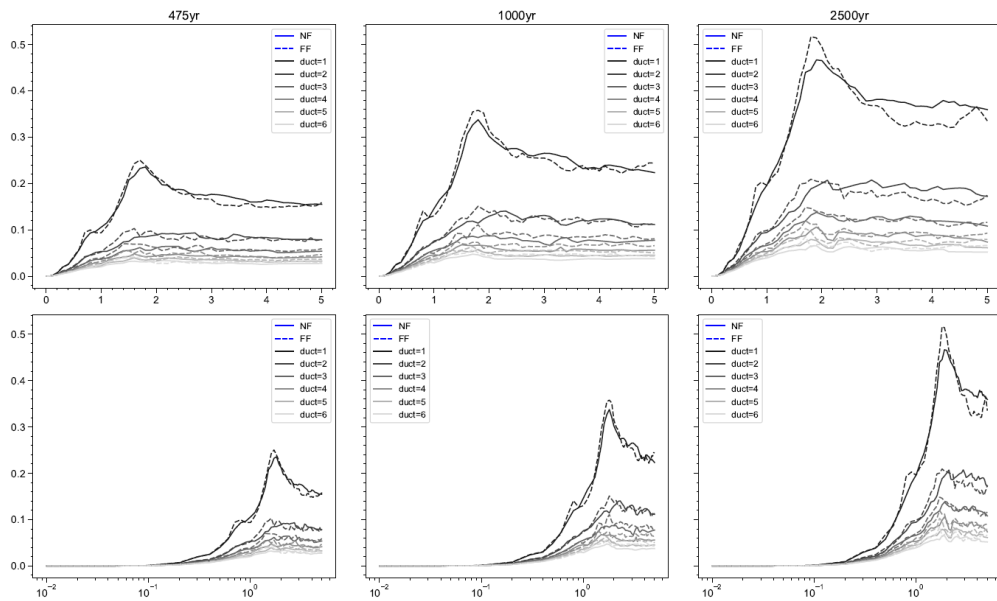 475yr
1000yr
2500yr
0.5
0.4
0.3
0.2
0.1
0.0
NF
FF
duct=1
duct=2
duct=3
duct=4
duct=5
duct=6
0
1
2
3
4
5
NF
FF
duct=1
duct=2
duct=3
duct=4
duct=5
duct=6
0
1
2
3
4
5
NF
FF
duct=1
duct=2
duct=3
duct=4
duct=5
duct=6
0
1
2
3
4
5
0.5
0.4
0.3
0.2
0.1
0.0
NF
FF
duct=1
duct=2
duct=3
duct=4
duct=5
duct=6
10⁻²
10⁻¹
10⁰
NF
FF
duct=1
duct=2
duct=3
duct=4
duct=5
duct=6
10⁻²
10⁻¹
10⁰
NF
FF
duct=1
duct=2
duct=3
duct=4
duct=5
duct=6
10⁻²
10⁻¹
10⁰